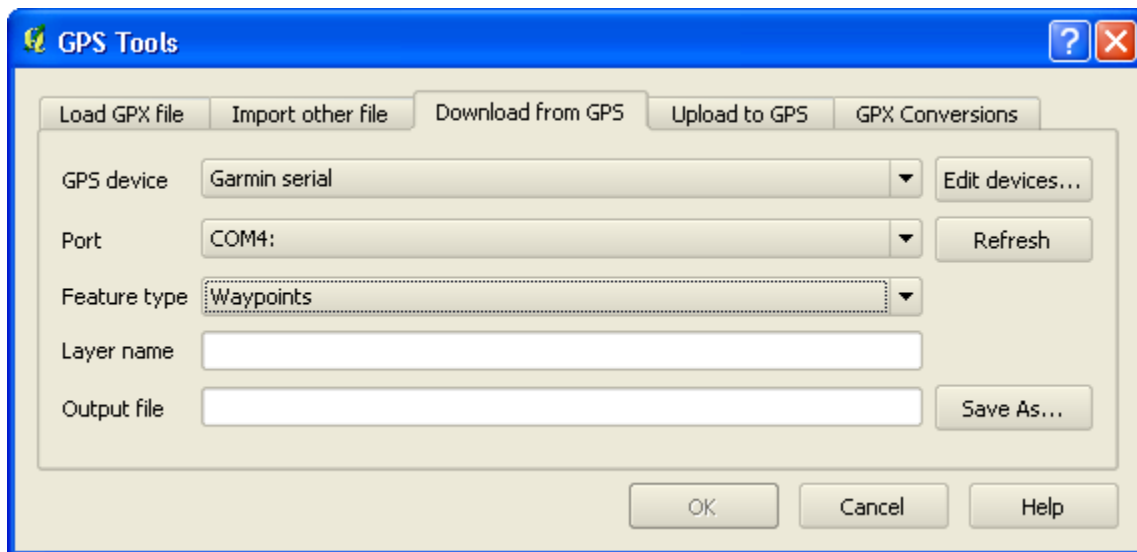 GPS Tools
Load GPX file Import other file Download from GPS Upload to GPS GPX Conversions
GPS device Garmin serial Edit devices...
Port COM4: Refresh
Feature type Waypoints
Layer name
Output file Save As...
OK Cancel Help